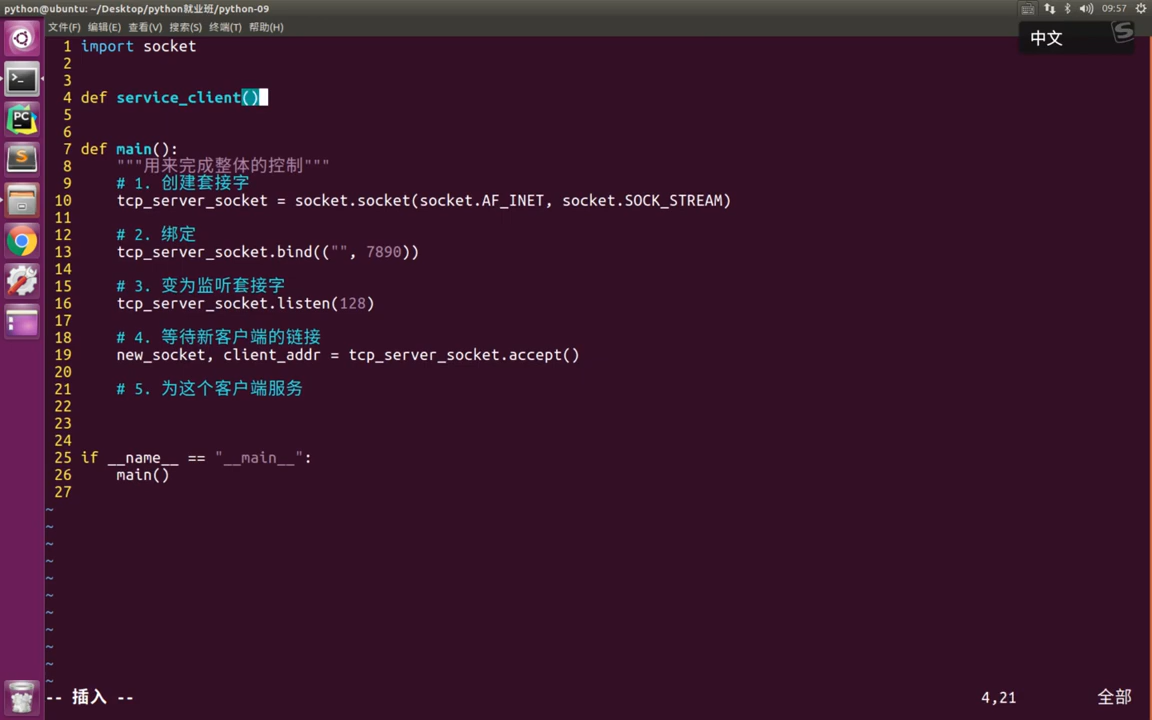 python@ubuntu: ~/Desktop/python就业班/python-09
09:57
文件(F) 编辑(E) 查看(V) 搜索(S) 终端(T) 帮助(H)
中文
1 import socket
2
3
4 def service_client()
5
6
7 def main():
8     """用来完成整体的控制"""
9     # 1. 创建套接字
10     tcp_server_socket = socket.socket(socket.AF_INET, socket.SOCK_STREAM)
11
12     # 2. 绑定
13     tcp_server_socket.bind(("", 7890))
14
15     # 3. 变为监听套接字
16     tcp_server_socket.listen(128)
17
18     # 4. 等待新客户端的链接
19     new_socket, client_addr = tcp_server_socket.accept()
20
21     # 5. 为这个客户端服务
22
23
24
25 if __name__ == "__main__":
26     main()
27
~
~
~
~
~
~
~
~
~
~
~
-- 插入 --
4,21
全部